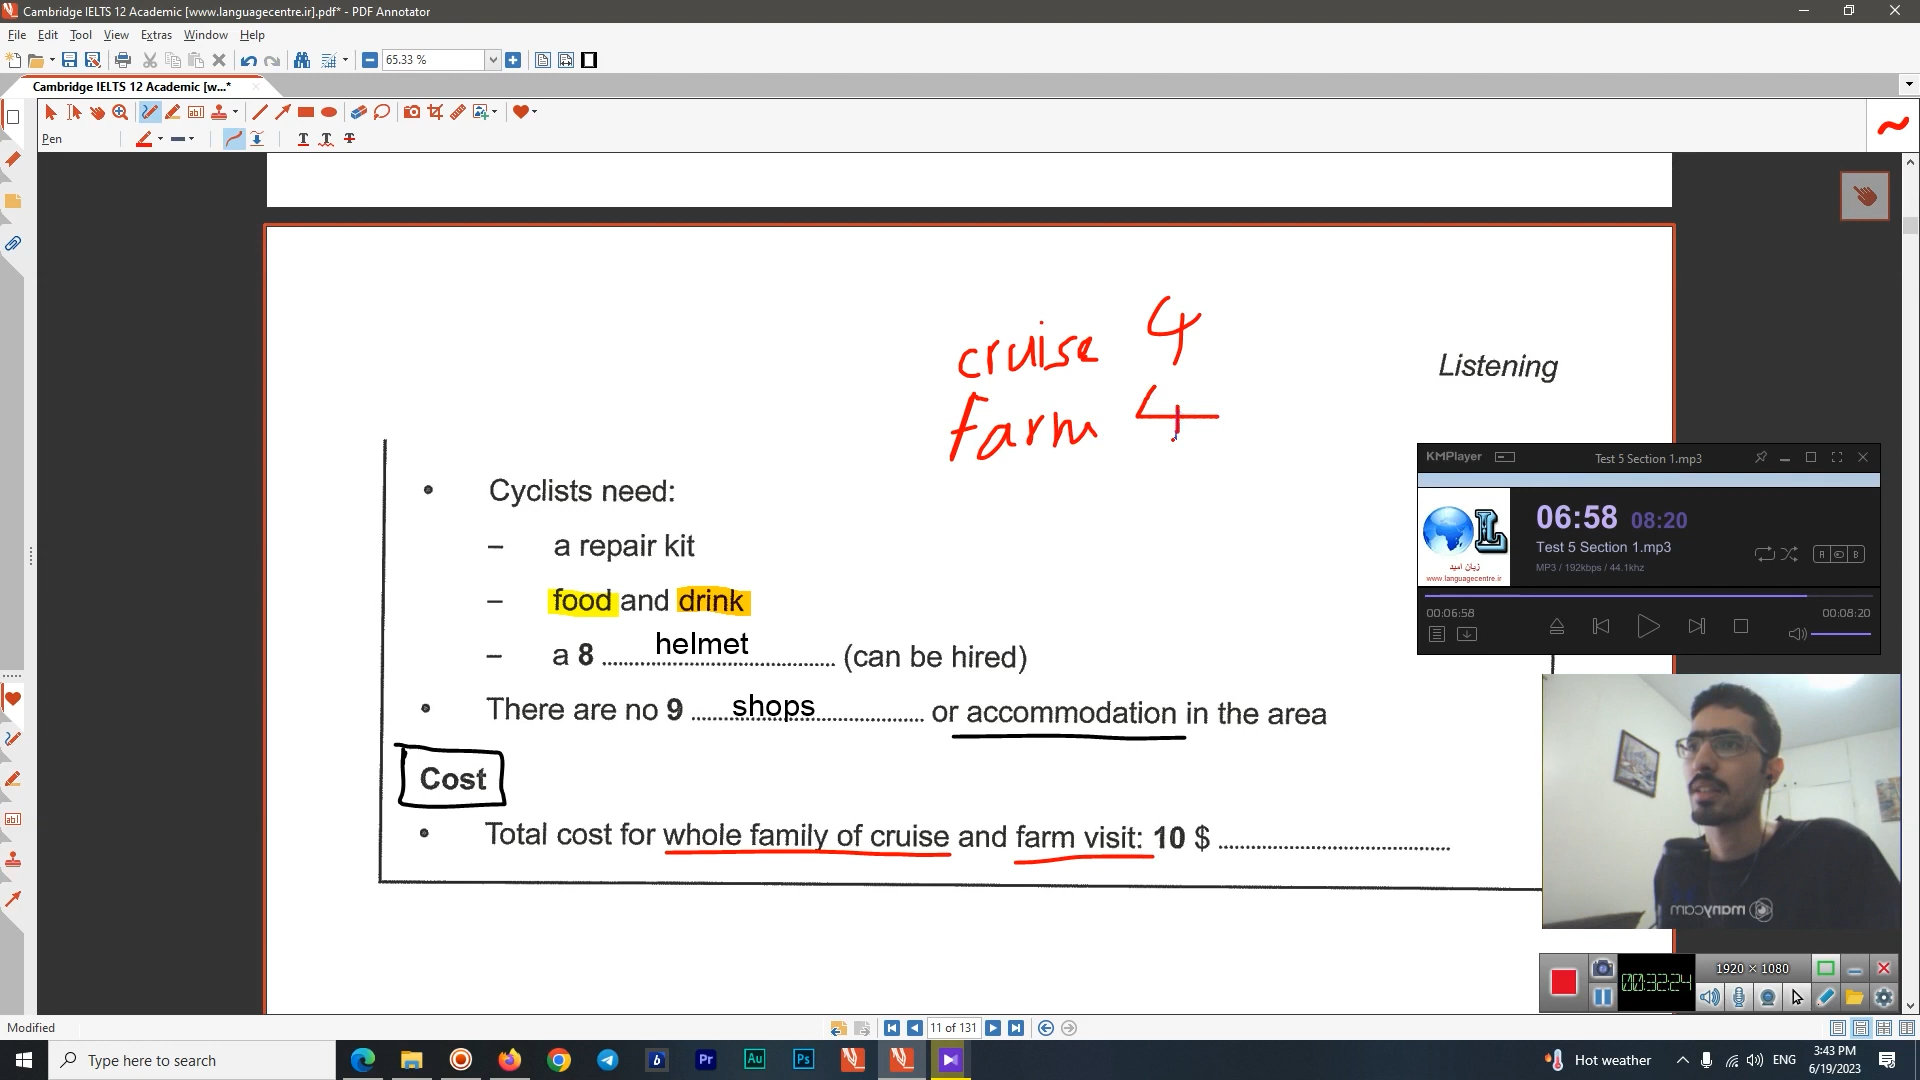 Cambridge IELTS 12 Academic [www.languagecentre.ir].pdf* - PDF Annotator
File Edit Tool View Extras Window Help
65.33 %
Cambridge IELTS 12 Academic [w...*
Pen
cruise 4
farm 4
Listening
• Cyclists need:
– a repair kit
– food and drink
– a 8 helmet (can be hired)
• There are no 9 shops or accommodation in the area
Cost
• Total cost for whole family of cruise and farm visit: 10 $
KMPlayer Test 5 Section 1.mp3
06:58 08:20
Test 5 Section 1.mp3
MP3 / 192kbps / 44.1khz
زبان امید
www.languagecentre.ir
00:06:58 00:08:20
manycam
1920 × 1080
00:32:24
Modified
11 of 131
Type here to search
Hot weather
ENG
3:43 PM
6/19/2023